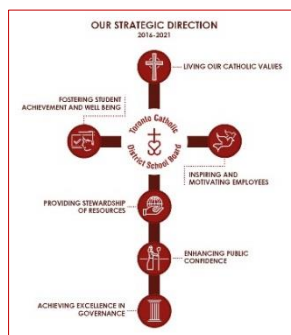 OUR STRATEGIC DIRECTION
2016-2021
LIVING OUR CATHOLIC VALUES
FOSTERING STUDENT
ACHIEVEMENT AND WELL BEING
Toronto Catholic
District School Board
INSPIRING AND
MOTIVATING EMPLOYEES
PROVIDING STEWARDSHIP
OF RESOURCES
ENHANCING PUBLIC
CONFIDENCE
ACHIEVING EXCELLENCE IN
GOVERNANCE